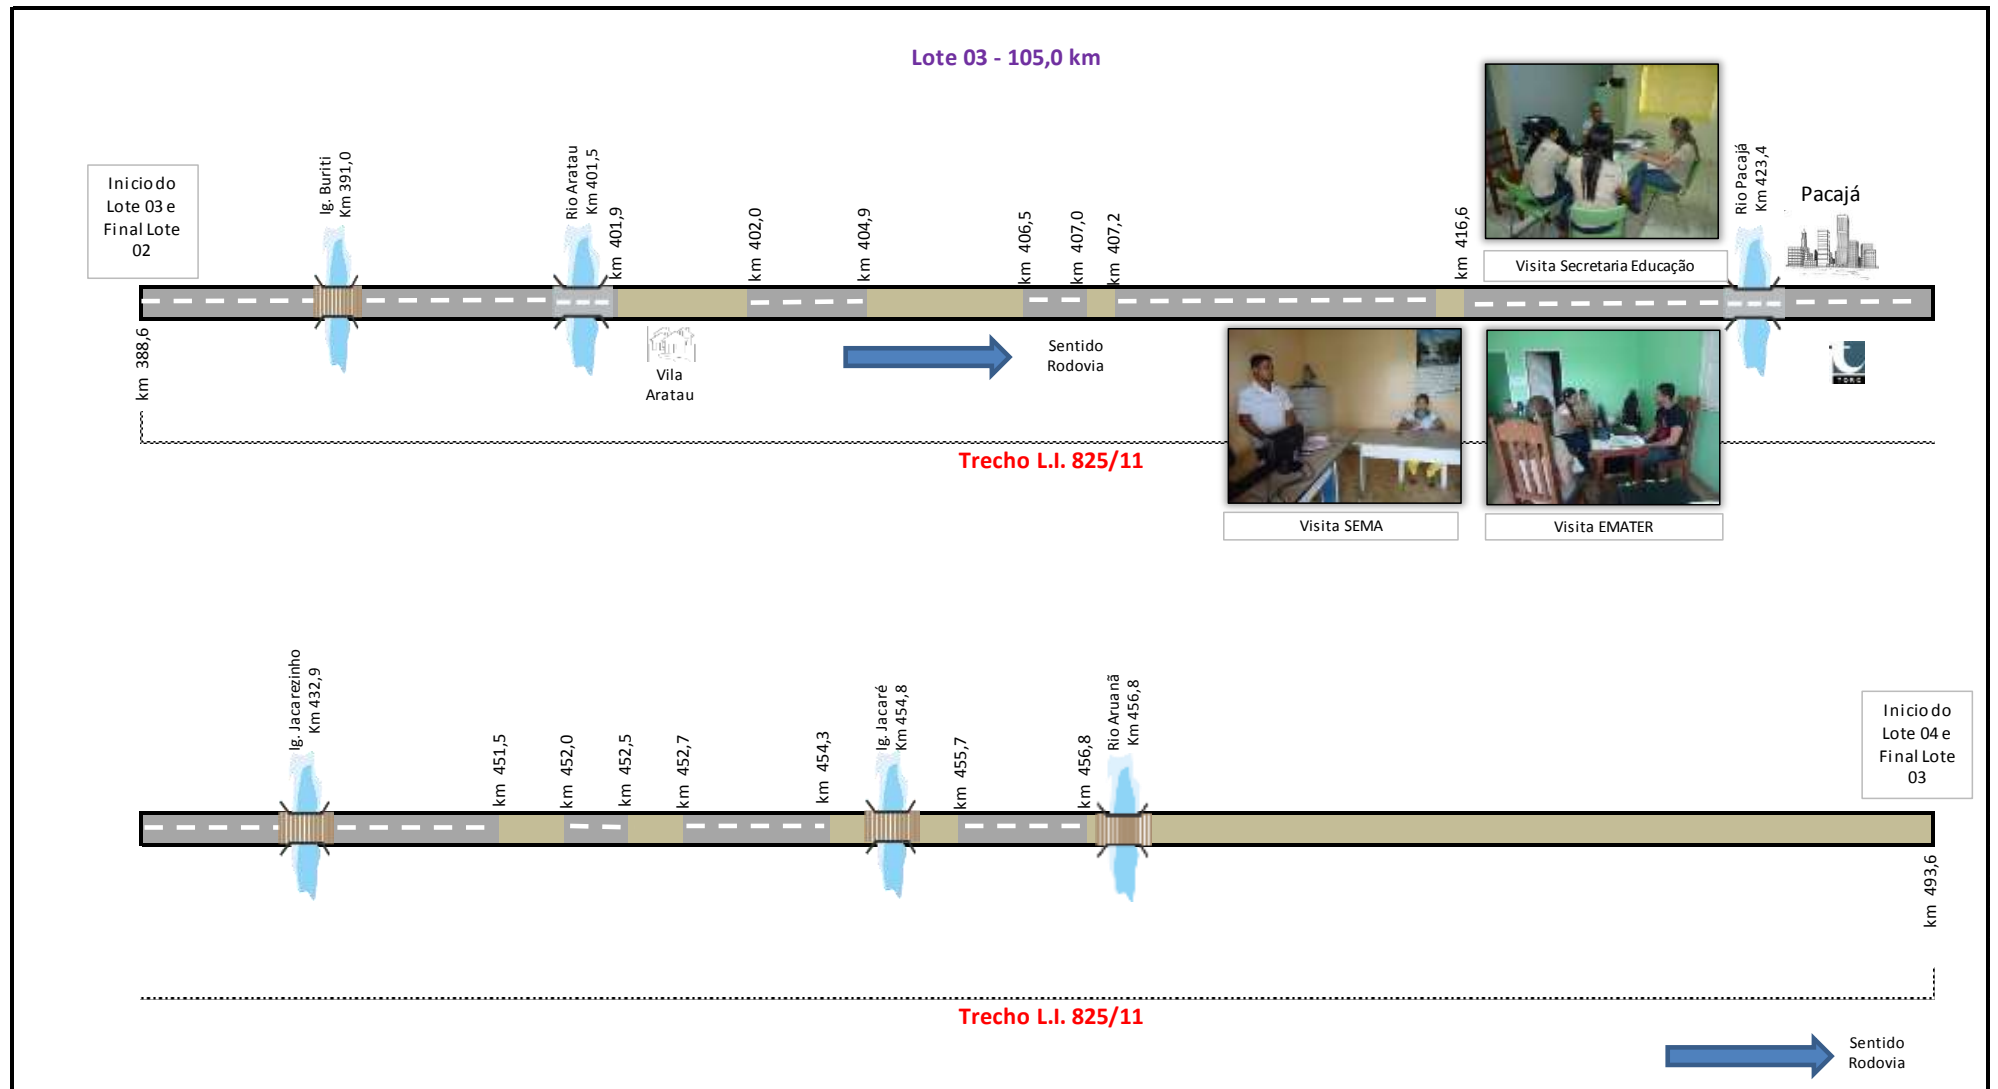 Lote 03 - 105,0 km
Inicio do
Lote 03 e
Final Lote
02
Ig. Buriti
Km 391,0
Rio Aratau
Km 401,5
km 401,9
km 402,0
km 404,9
km 406,5
km 407,0
km 407,2
km 416,6
Visita Secretaria Educação
Rio Pacajá
Km 423,4
Pacajá
km 388,6
Vila
Aratau
Sentido
Rodovia
TORC
Trecho L.I. 825/11
Visita SEMA
Visita EMATER
Ig. Jacarezinho
Km 432,9
km 451,5
km 452,0
km 452,5
km 452,7
km 454,3
Ig. Jacaré
Km 454,8
km 455,7
km 456,8
Rio Aruanã
Km 456,8
Inicio do
Lote 04 e
Final Lote
03
km 493,6
Trecho L.I. 825/11
Sentido
Rodovia